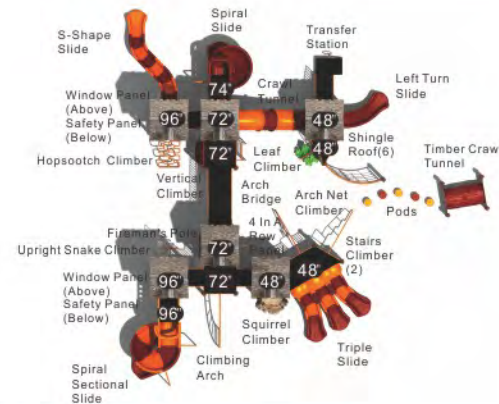 S-Shape
Slide
Spiral
Slide
Transfer
Station
Window Panel
(Above)
Safety Panel
(Below)
Crawl
Tunnel
Left Turn
Slide
74"
96"
72"
48"
Hopsootch Climber
72"
48"
Leaf
Climber
Shingle
Roof(6)
Timber Craw
Tunnel
Vertical
Climber
Arch
Bridge
Arch Net
Climber
Pods
Fireman's Pole
Upright Snake Climber
72"
4 In A
Row
Panel
Stairs
Climber
(2)
Window Panel
(Above)
Safety Panel
(Below)
96"
72"
48"
48"
96"
Squirrel
Climber
Triple
Slide
Climbing
Arch
Spiral
Sectional
Slide